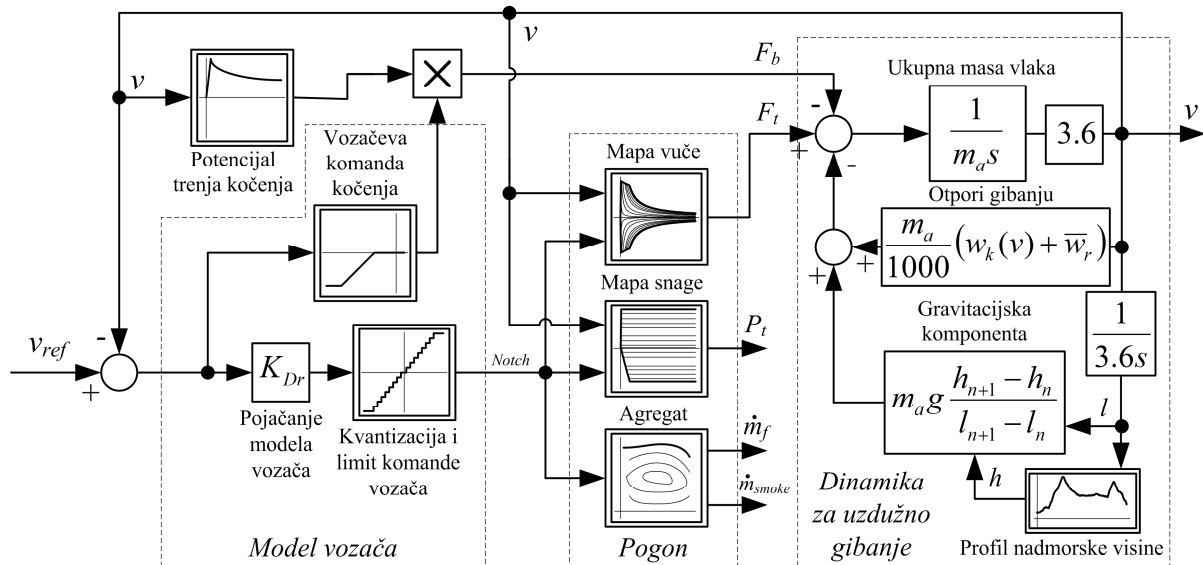 v
F_b
Ukupna masa vlaka
v
-
F_t
1
m_a s
3.6
v
+
Potencijal
trenja kočenja
Vozačeva
komanda
kočenja
Mapa vuče
-
Otpori gibanju
m_a
1000
(w_k(v) + w̅_r)
+
+
Mapa snage
Gravitacijska
komponenta
1
3.6s
v_ref
-
+
K_Dr
Notch
P_t
m_a g
h_{n+1} − h_n
l_{n+1} − l_n
l
Pojačanje
modela
vozača
Kvantizacija i
limit komande
vozača
Agregat
ṁ_f
ṁ_smoke
h
Model vozača
Pogon
Dinamika
za uzdužno
gibanje
Profil nadmorske visine